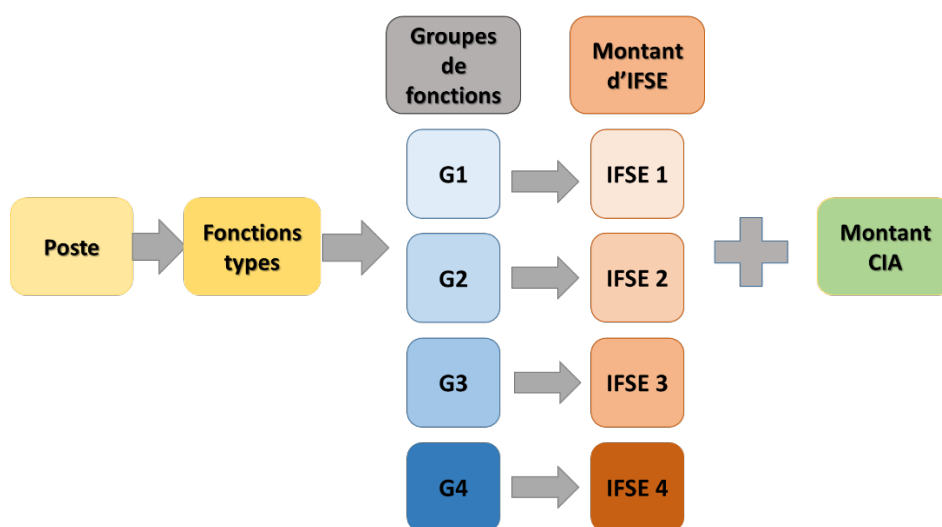 Groupes
de
fonctions
Montant
d'IFSE
G1
IFSE 1
Poste
Fonctions
types
G2
IFSE 2
Montant
CIA
G3
IFSE 3
G4
IFSE 4